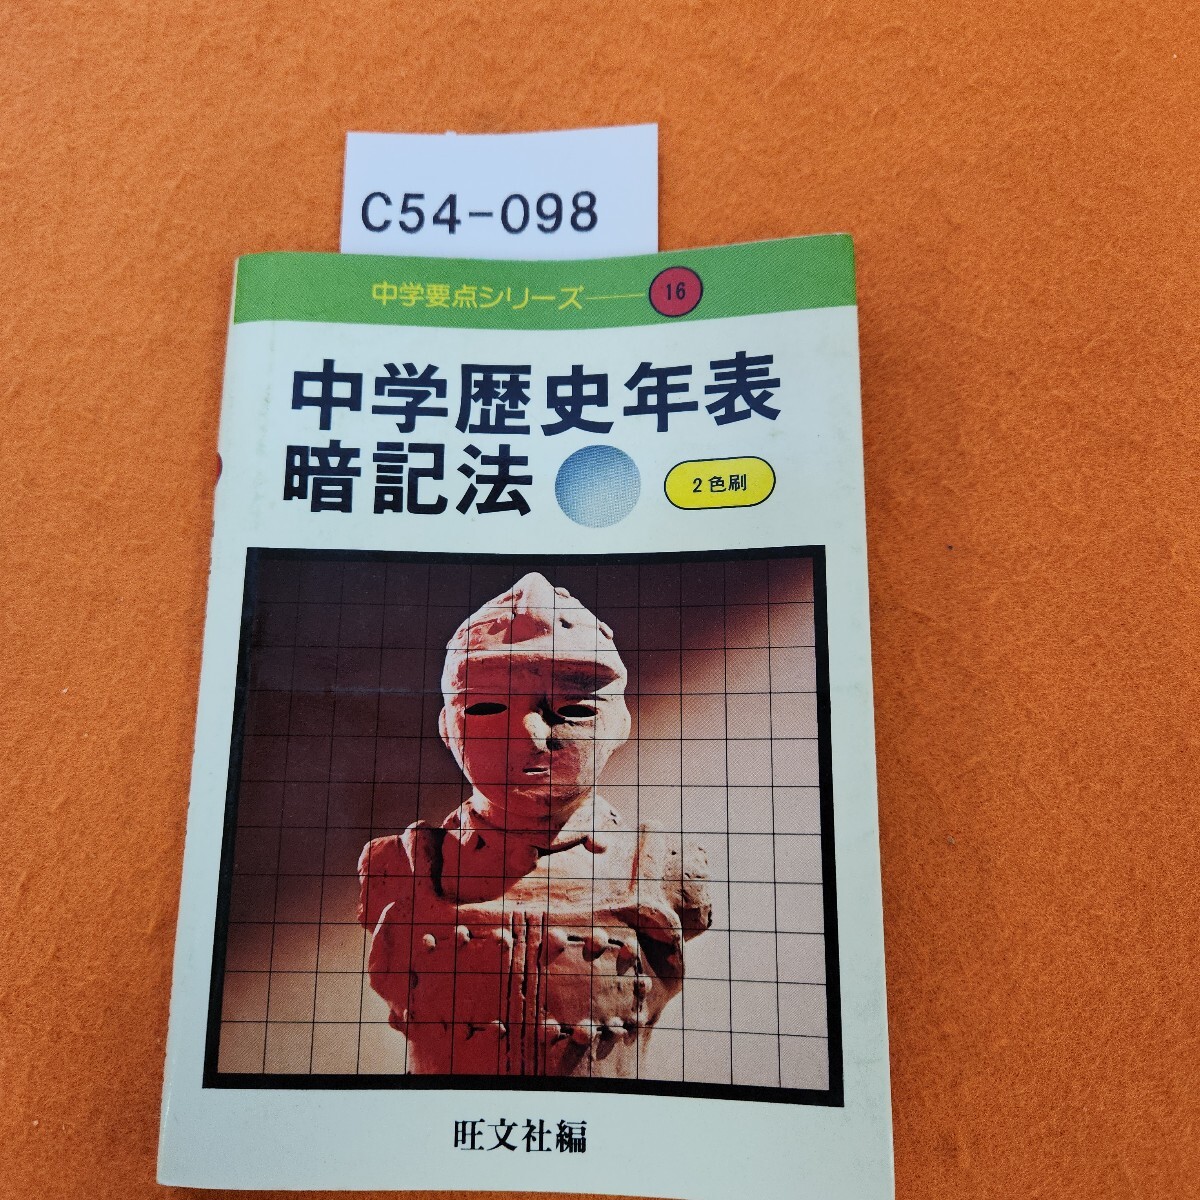 C54-098
中学要点シリーズ——16
中学歴史年表
暗記法
2色刷
旺文社編